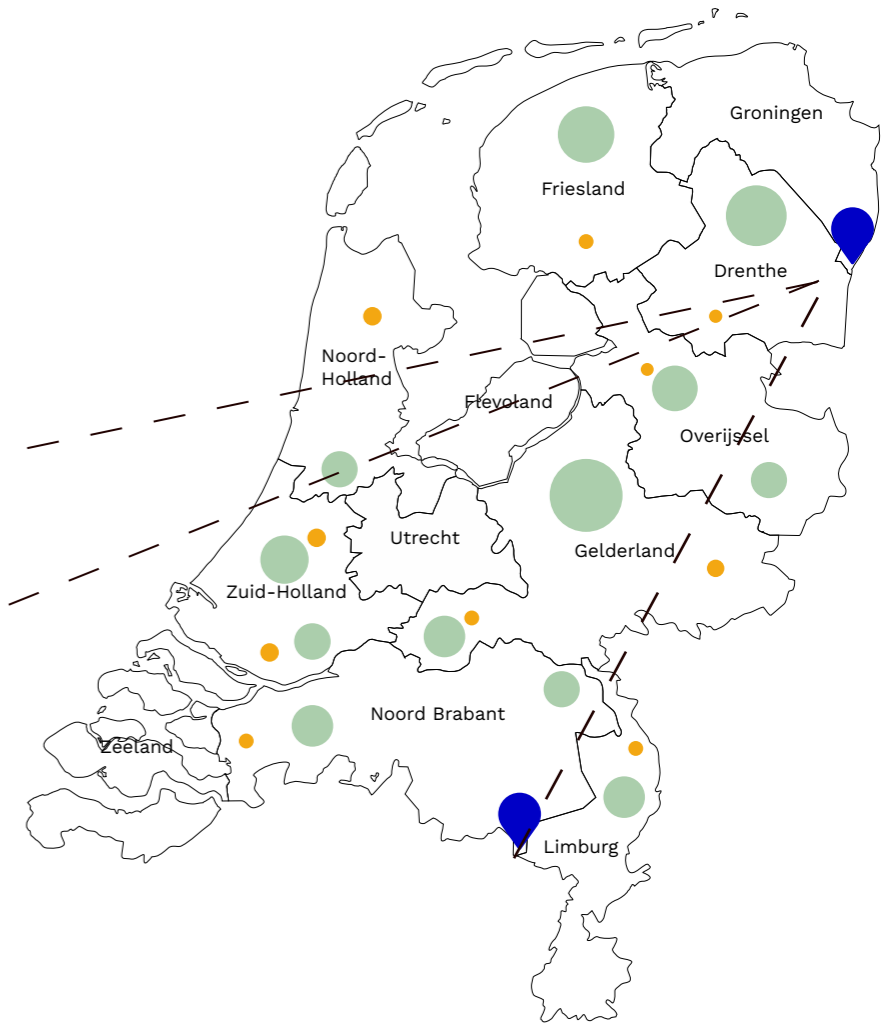 Groningen
Friesland
Drenthe
Noord-
Holland
Flevoland
Overijssel
Utrecht
Gelderland
Zuid-Holland
Noord Brabant
Zeeland
Limburg